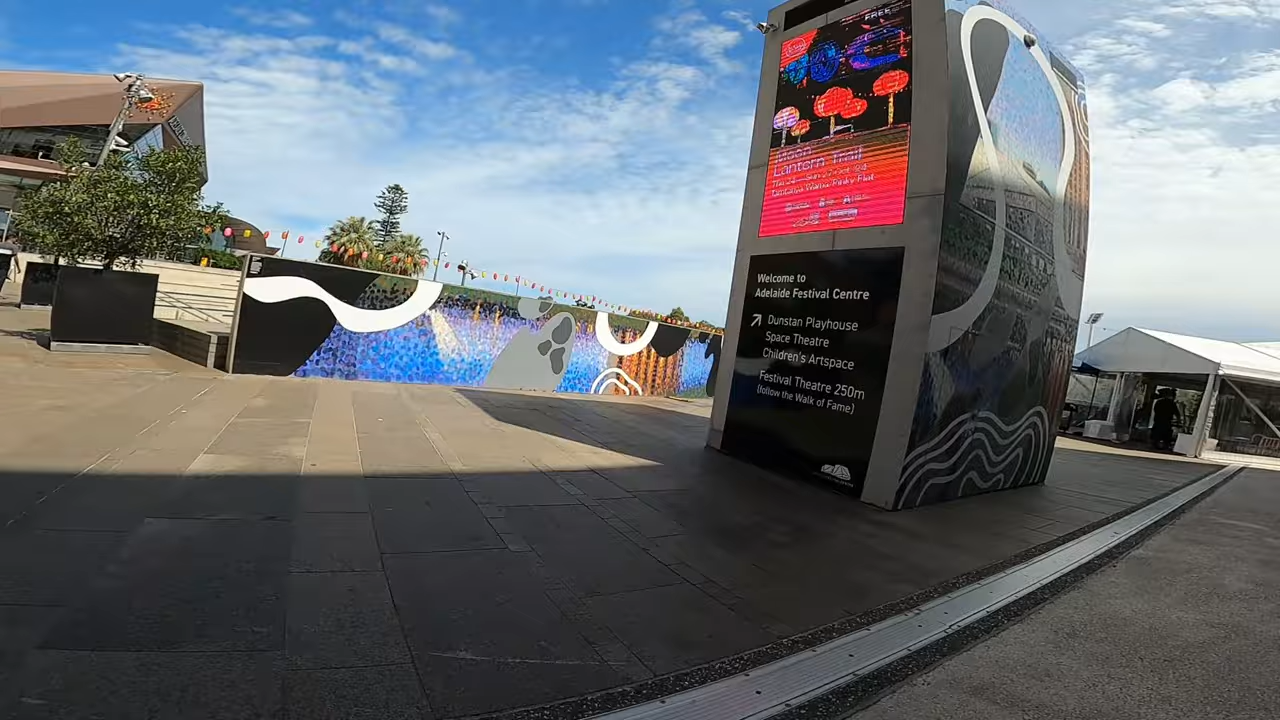 FREE
Moon
Lantern Trail
Welcome to
Adelaide Festival Centre
Dunstan Playhouse
Space Theatre
Children's Artspace
Festival Theatre 250m
(follow the Walk of Fame)